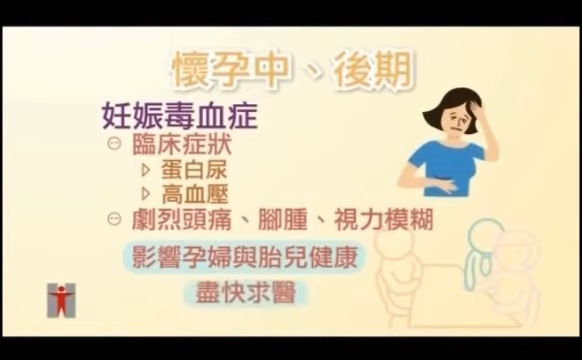 懷孕中、後期
妊娠毒血症
臨床症狀
蛋白尿
高血壓
劇烈頭痛、腳腫、視力模糊
影響孕婦與胎兒健康
盡快求醫